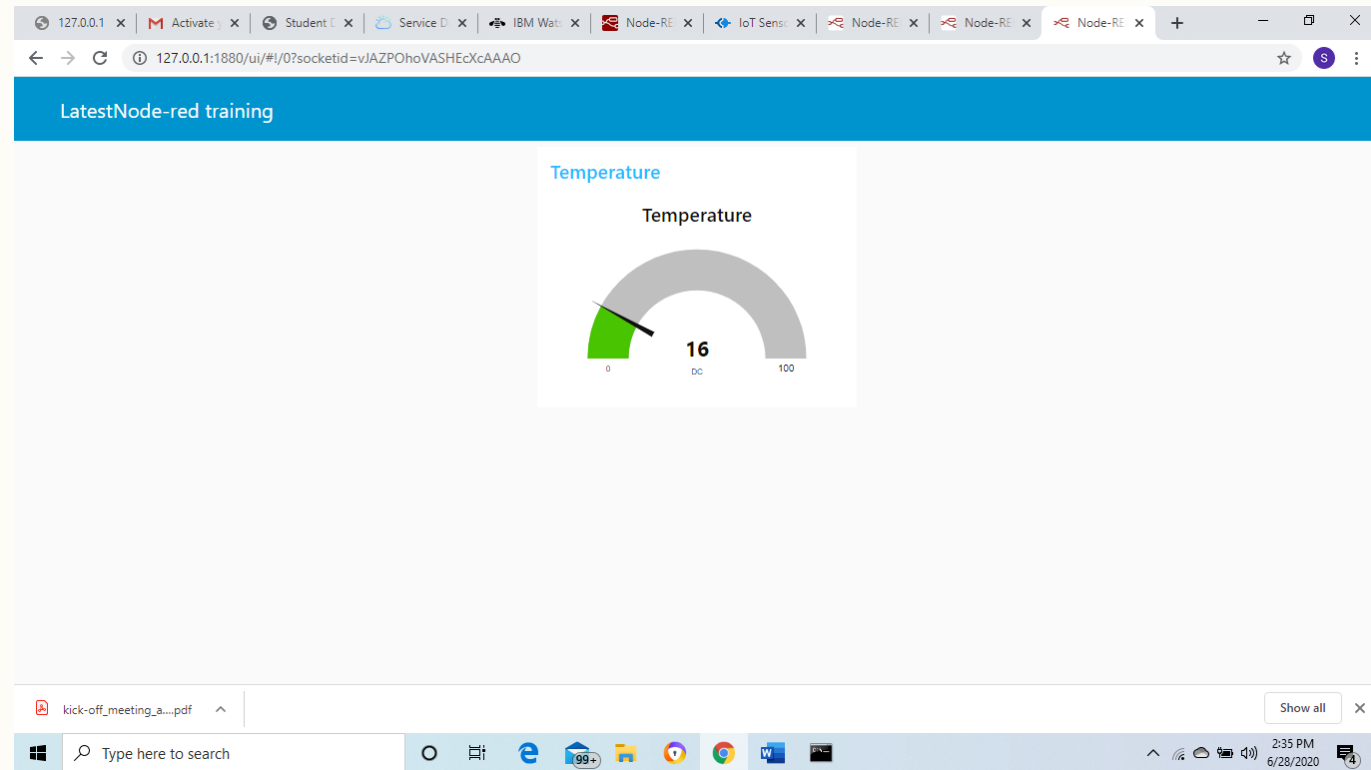 127.0.0.1
Activate
Student D
Service D
IBM Wats
Node-RE
IoT Senso
Node-RE
Node-RE
Node-RE
127.0.0.1:1880/ui/#!/0?socketid=vJAZPOhoVASHEcXcAAAO
S
LatestNode-red training
Temperature
Temperature
16
0
DC
100
kick-off_meeting_a....pdf
Show all
Type here to search
99+
2:35 PM
6/28/2020
4